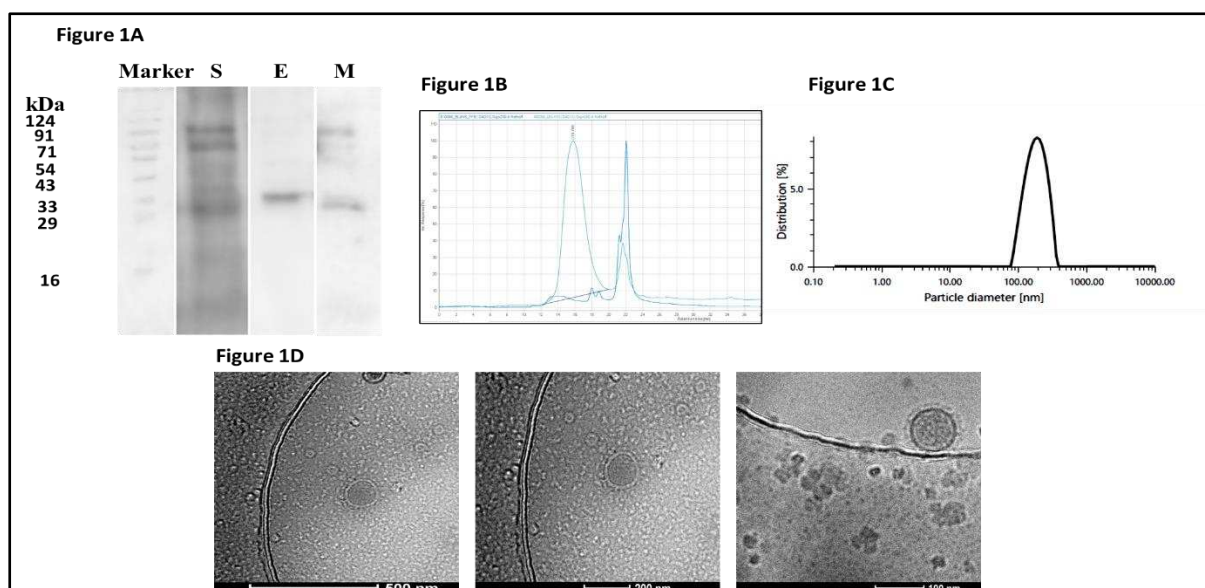 Figure 1A
Marker S E M
kDa
124
91
71
54
43
33
29
16
Figure 1B
Figure 1C
Distribution [%]
5.0
0.0
0.10 1.00 10.00 100.00 1000.00 10000.00
Particle diameter [nm]
Figure 1D
500 nm
200 nm
100 nm